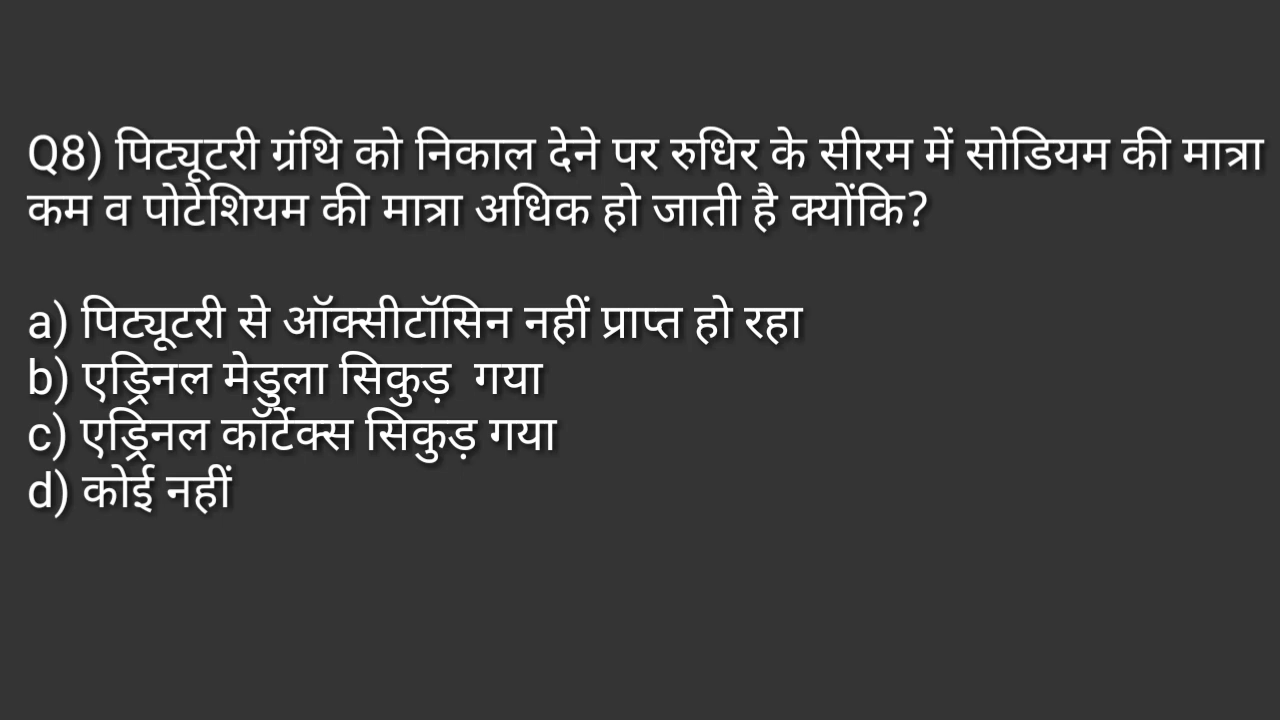 Q8) पिट्यूटरी ग्रंथि को निकाल देने पर रुधिर के सीरम में सोडियम की मात्रा
कम व पोटेशियम की मात्रा अधिक हो जाती है क्योंकि?
a) पिट्यूटरी से ऑक्सीटॉसिन नहीं प्राप्त हो रहा
b) एड्रिनल मेडुला सिकुड़ गया
c) एड्रिनल कॉर्टेक्स सिकुड़ गया
d) कोई नहीं